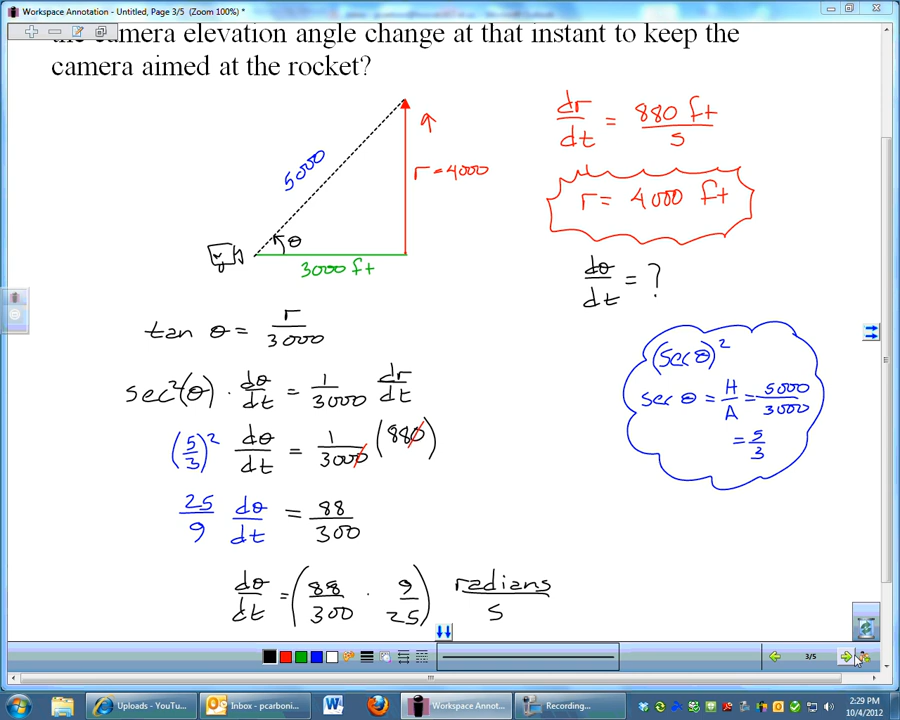 Workspace Annotation - Untitled, Page 3/5 (Zoom 100%) *
the camera elevation angle change at that instant to keep the
camera aimed at the rocket?
dr/dt = 880 ft/s
5000
r = 4000
r = 4000 ft
θ
3000 ft
dθ/dt = ?
tan θ = r/3000
(sec θ)²
sec²(θ) · dθ/dt = 1/3000 dr/dt
sec θ = H/A = 5000/3000
= 5/3
(5/3)² dθ/dt = 1/3000 (880)
25/9 dθ/dt = 88/300
dθ/dt = (88/300 · 9/25) radians/s
3/5
Uploads - YouTu...
Inbox - pcarboni...
Workspace Annot...
Recording...
2:29 PM
10/4/2012